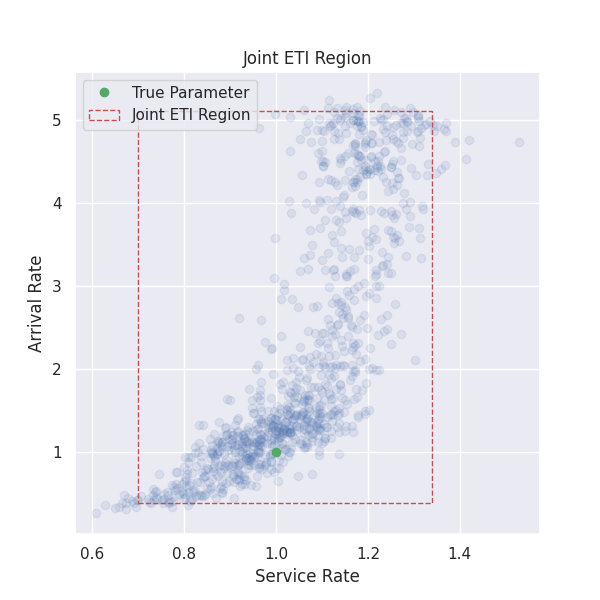 Joint ETI Region
True Parameter
Joint ETI Region
5
4
3
2
1
Arrival Rate
0.6 0.8 1.0 1.2 1.4
Service Rate